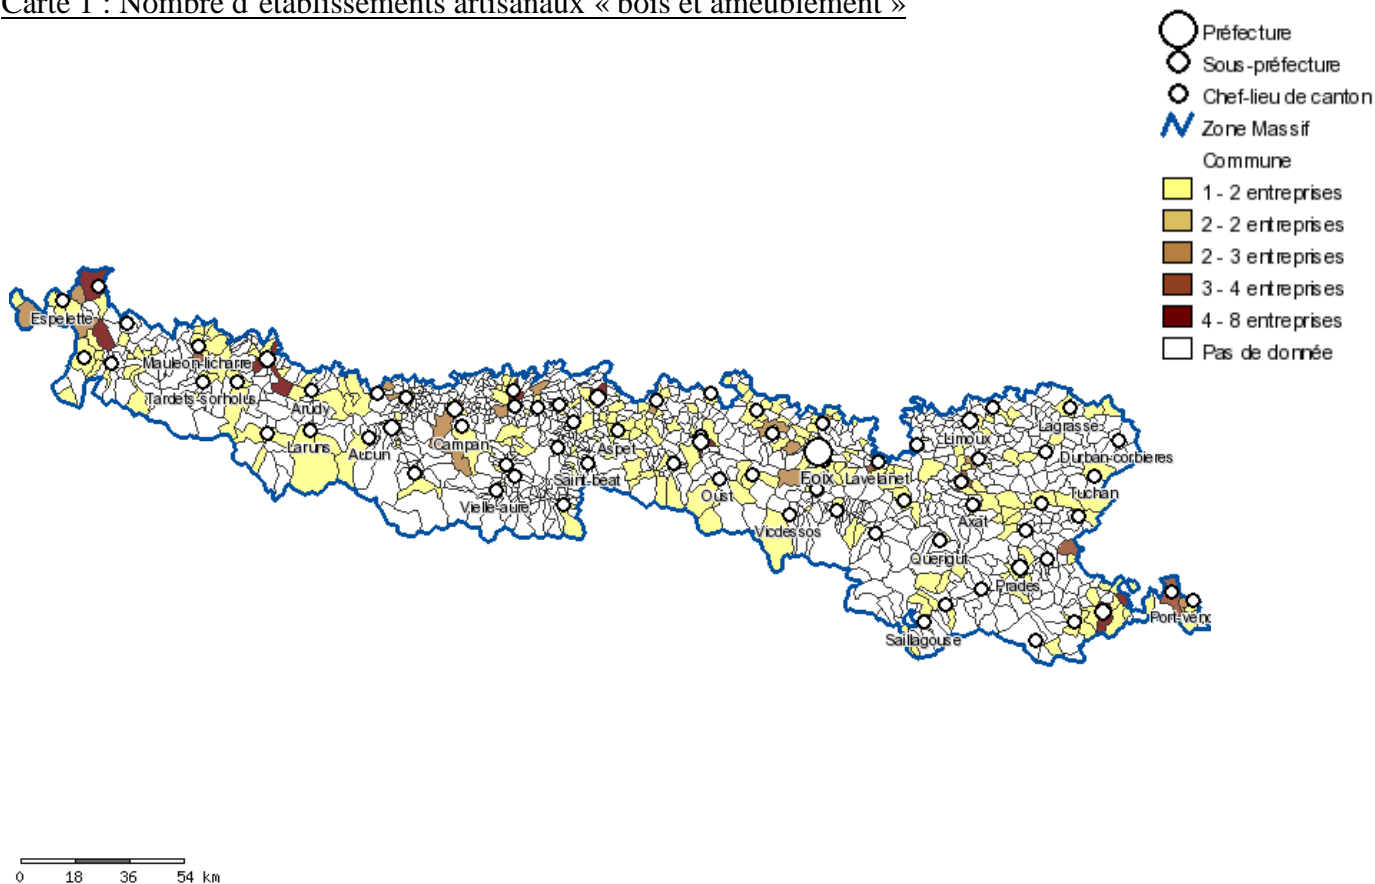 Carte 1 : Nombre d’établissements artisanaux « bois et ameublement »
Préfecture
Sous-préfecture
Chef-lieu de canton
Zone Massif
Commune
1 - 2 entreprises
2 - 2 entreprises
2 - 3 entreprises
3 - 4 entreprises
4 - 8 entreprises
Pas de donnée
Espelette
Mauleon-licharre
Tardets-sorholus
Arudy
Laruns
Aucun
Campan
Vielle-aure
Saint-beat
Aspet
Oust
Foix
Lavelanet
Vicdessos
Limoux
Lagrasse
Durban-corbieres
Tuchan
Axat
Querigut
Prades
Saillagouse
Port-venc
0 18 36 54 km